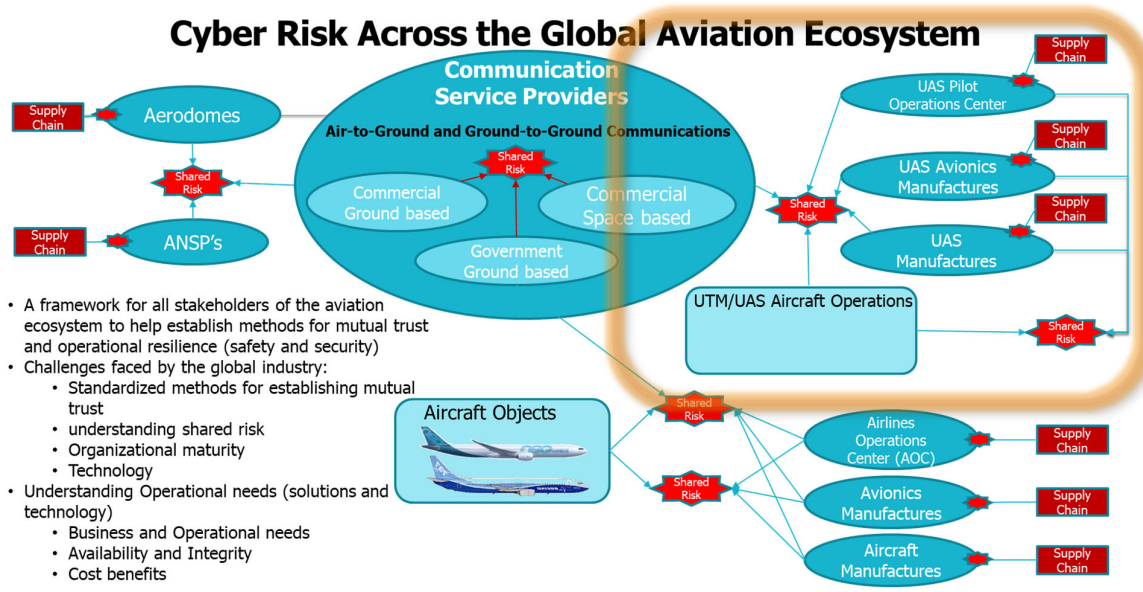 Cyber Risk Across the Global Aviation Ecosystem
Communication
Service Providers
Air-to-Ground and Ground-to-Ground Communications
Shared
Risk
Commercial
Ground based
Commercial
Space based
Government
Ground based
Supply
Chain
Aerodomes
Shared
Risk
Supply
Chain
ANSP's
Supply
Chain
UAS Pilot
Operations Center
Supply
Chain
UAS Avionics
Manufactures
Shared
Risk
Supply
Chain
UAS
Manufactures
UTM/UAS Aircraft Operations
Shared
Risk
• A framework for all stakeholders of the aviation
ecosystem to help establish methods for mutual trust
and operational resilience (safety and security)
• Challenges faced by the global industry:
• Standardized methods for establishing mutual
trust
• understanding shared risk
• Organizational maturity
• Technology
• Understanding Operational needs (solutions and
technology)
• Business and Operational needs
• Availability and Integrity
• Cost benefits
Aircraft Objects
Shared
Risk
Shared
Risk
Airlines
Operations
Center (AOC)
Supply
Chain
Avionics
Manufactures
Supply
Chain
Aircraft
Manufactures
Supply
Chain